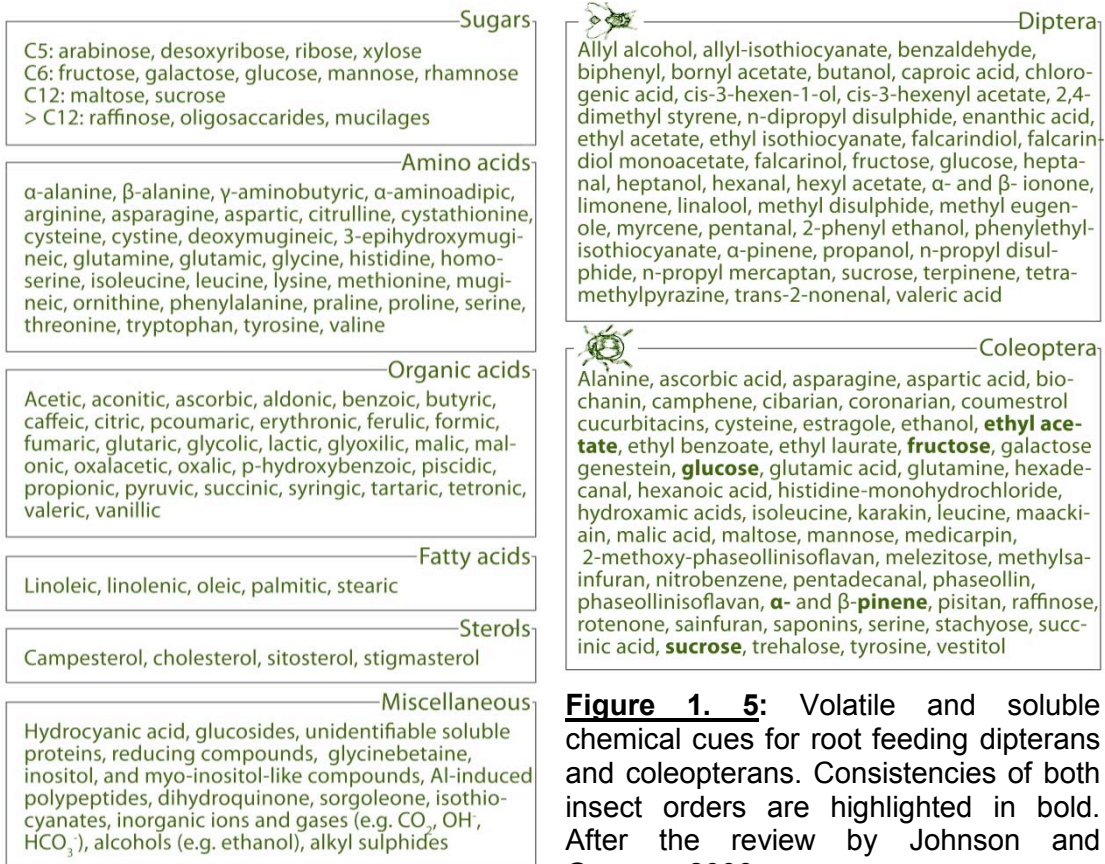 Sugars
C5: arabinose, desoxyribose, ribose, xylose
C6: fructose, galactose, glucose, mannose, rhamnose
C12: maltose, sucrose
> C12: raffinose, oligosaccarides, mucilages
Amino acids
α-alanine, β-alanine, γ-aminobutyric, α-aminoadipic,
arginine, asparagine, aspartic, citrulline, cystathionine,
cysteine, cystine, deoxymugineic, 3-epihydroxymugi-
neic, glutamine, glutamic, glycine, histidine, homo-
serine, isoleucine, leucine, lysine, methionine, mugi-
neic, ornithine, phenylalanine, praline, proline, serine,
threonine, tryptophan, tyrosine, valine
Organic acids
Acetic, aconitic, ascorbic, aldonic, benzoic, butyric,
caffeic, citric, pcoumaric, erythronic, ferulic, formic,
fumaric, glutaric, glycolic, lactic, glyoxilic, malic, mal-
onic, oxalacetic, oxalic, p-hydroxybenzoic, piscidic,
propionic, pyruvic, succinic, syringic, tartaric, tetronic,
valeric, vanillic
Fatty acids
Linoleic, linolenic, oleic, palmitic, stearic
Sterols
Campesterol, cholesterol, sitosterol, stigmasterol
Miscellaneous
Hydrocyanic acid, glucosides, unidentifiable soluble
proteins, reducing compounds, glycinebetaine,
inositol, and myo-inositol-like compounds, Al-induced
polypeptides, dihydroquinone, sorgoleone, isothio-
cyanates, inorganic ions and gases (e.g. CO₂, OH⁻,
HCO₃⁻), alcohols (e.g. ethanol), alkyl sulphides
Diptera
Allyl alcohol, allyl-isothiocyanate, benzaldehyde,
biphenyl, bornyl acetate, butanol, caproic acid, chloro-
genic acid, cis-3-hexen-1-ol, cis-3-hexenyl acetate, 2,4-
dimethyl styrene, n-dipropyl disulphide, enanthic acid,
ethyl acetate, ethyl isothiocyanate, falcarindiol, falcarin-
diol monoacetate, falcarinol, fructose, glucose, hepta-
nal, heptanol, hexanal, hexyl acetate, α- and β- ionone,
limonene, linalool, methyl disulphide, methyl eugen-
ole, myrcene, pentanal, 2-phenyl ethanol, phenylethyl-
isothiocyanate, α-pinene, propanol, n-propyl disul-
phide, n-propyl mercaptan, sucrose, terpinene, tetra-
methylpyrazine, trans-2-nonenal, valeric acid
Coleoptera
Alanine, ascorbic acid, asparagine, aspartic acid, bio-
chanin, camphene, cibarian, coronarian, coumestrol
cucurbitacins, cysteine, estragole, ethanol, ethyl ace-
tate, ethyl benzoate, ethyl laurate, fructose, galactose
genestein, glucose, glutamic acid, glutamine, hexade-
canal, hexanoic acid, histidine-monohydrochloride,
hydroxamic acids, isoleucine, karakin, leucine, maacki-
ain, malic acid, maltose, mannose, medicarpin,
2-methoxy-phaseollinisoflavan, melezitose, methylsa-
infuran, nitrobenzene, pentadecanal, phaseollin,
phaseollinisoflavan, α- and β-pinene, pisitan, raffinose,
rotenone, sainfuran, saponins, serine, stachyose, succ-
inic acid, sucrose, trehalose, tyrosine, vestitol
Figure 1. 5: Volatile and soluble
chemical cues for root feeding dipterans
and coleopterans. Consistencies of both
insect orders are highlighted in bold.
After the review by Johnson and